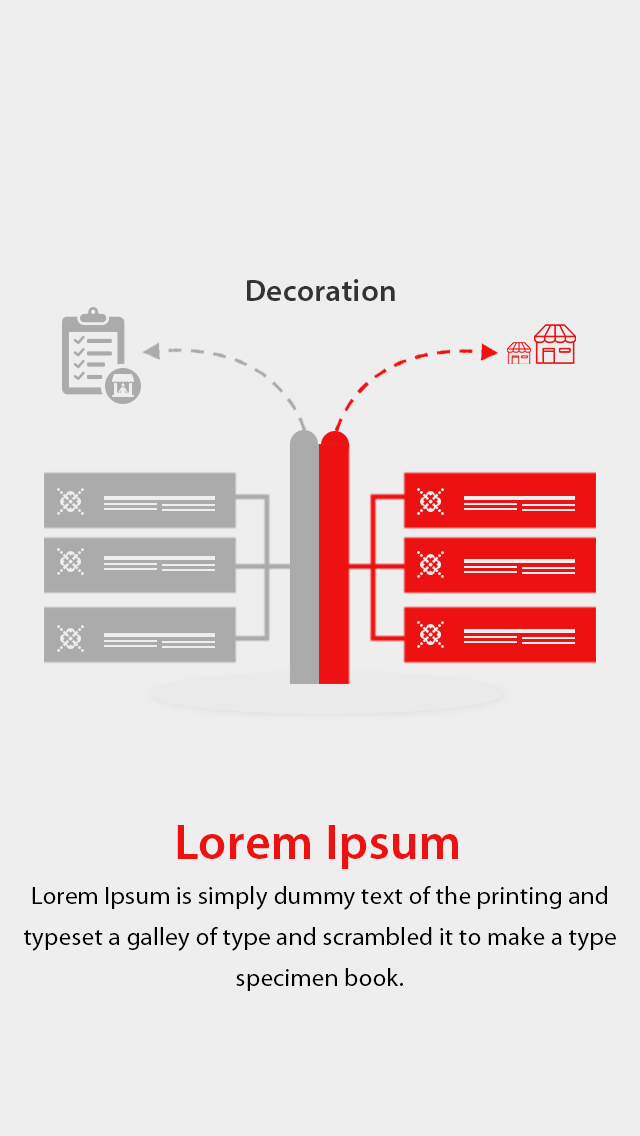 Decoration
Lorem Ipsum
Lorem Ipsum is simply dummy text of the printing and
typeset a galley of type and scrambled it to make a type
specimen book.